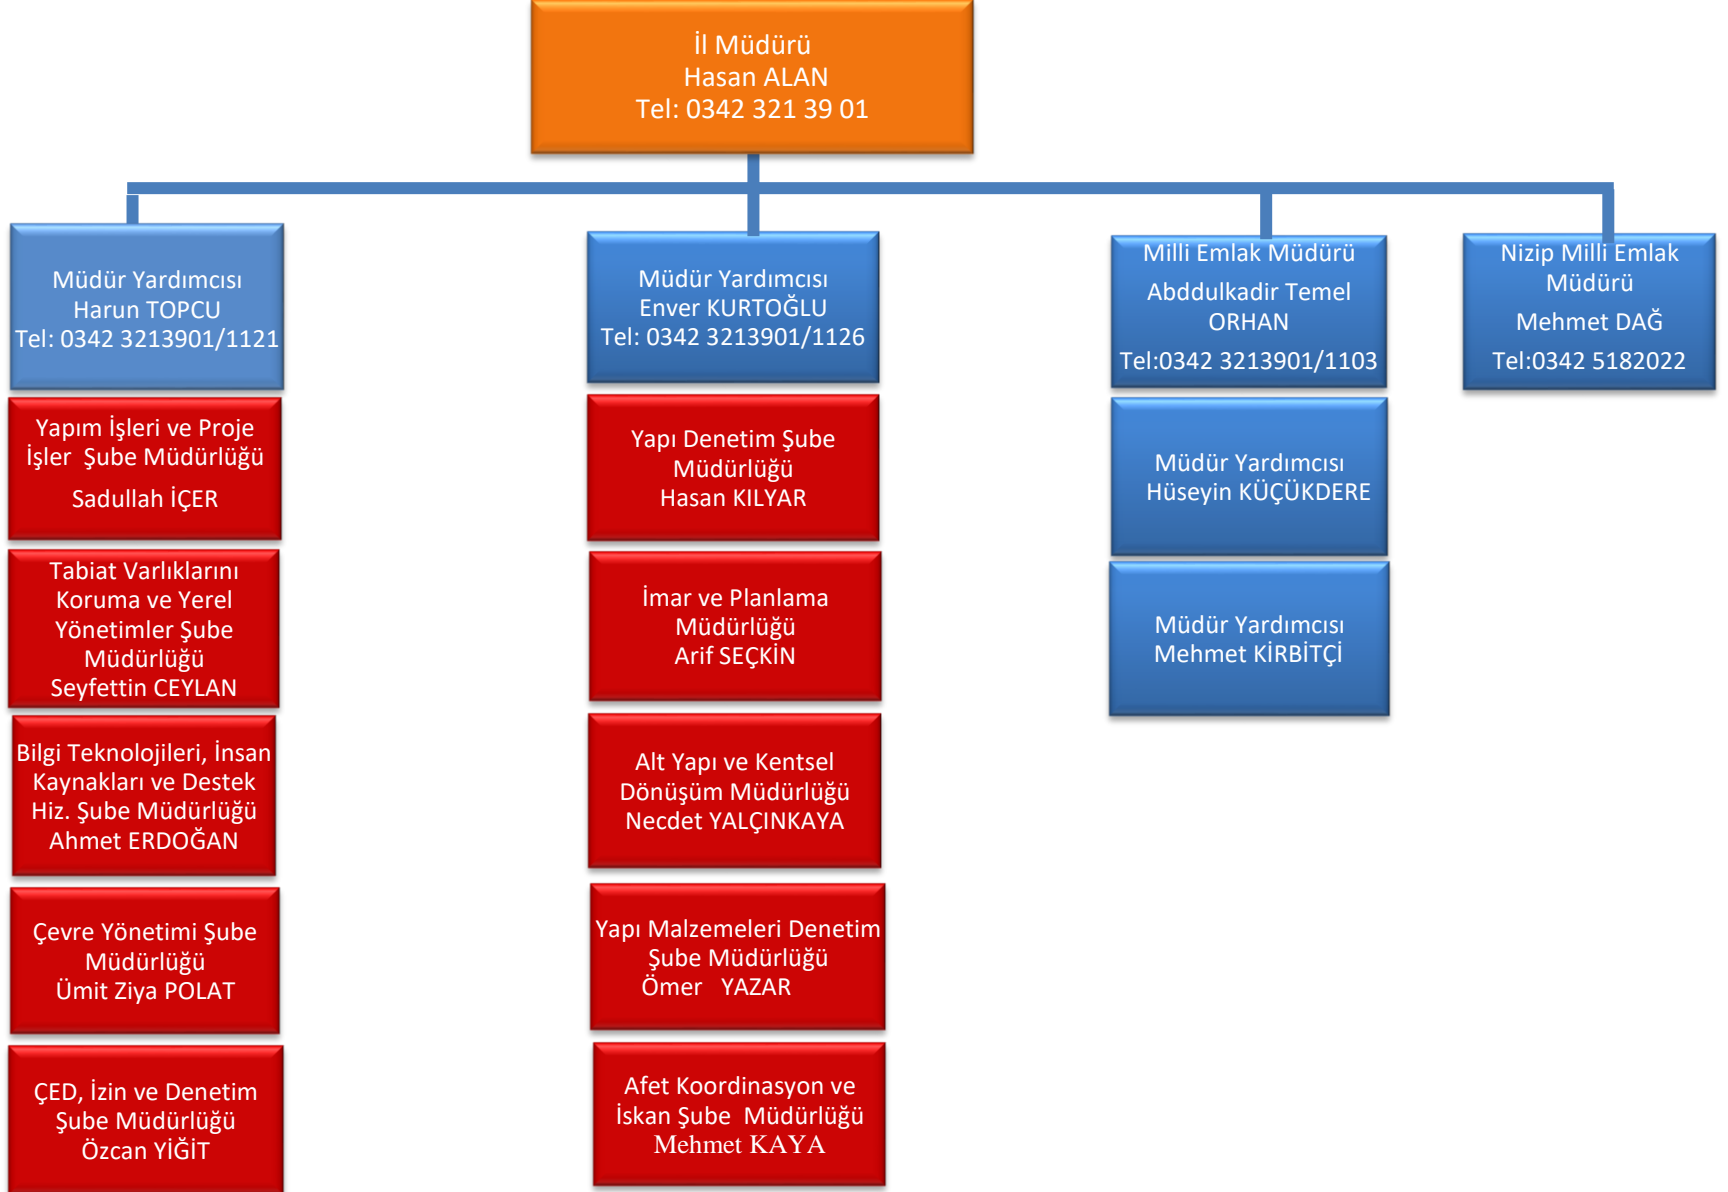 İl Müdürü
Hasan ALAN
Tel: 0342 321 39 01
Müdür Yardımcısı
Harun TOPCU
Tel: 0342 3213901/1121
Yapım İşleri ve Proje
İşler Şube Müdürlüğü
Sadullah İÇER
Tabiat Varlıklarını
Koruma ve Yerel
Yönetimler Şube
Müdürlüğü
Seyfettin CEYLAN
Bilgi Teknolojileri, İnsan
Kaynakları ve Destek
Hiz. Şube Müdürlüğü
Ahmet ERDOĞAN
Çevre Yönetimi Şube
Müdürlüğü
Ümit Ziya POLAT
ÇED, İzin ve Denetim
Şube Müdürlüğü
Özcan YİĞİT
Müdür Yardımcısı
Enver KURTOĞLU
Tel: 0342 3213901/1126
Yapı Denetim Şube
Müdürlüğü
Hasan KILYAR
İmar ve Planlama
Müdürlüğü
Arif SEÇKİN
Alt Yapı ve Kentsel
Dönüşüm Müdürlüğü
Necdet YALÇINKAYA
Yapı Malzemeleri Denetim
Şube Müdürlüğü
Ömer YAZAR
Afet Koordinasyon ve
İskan Şube Müdürlüğü
Mehmet KAYA
Milli Emlak Müdürü
Abddulkadir Temel
ORHAN
Tel:0342 3213901/1103
Müdür Yardımcısı
Hüseyin KÜÇÜKDERE
Müdür Yardımcısı
Mehmet KİRBİTÇİ
Nizip Milli Emlak
Müdürü
Mehmet DAĞ
Tel:0342 5182022